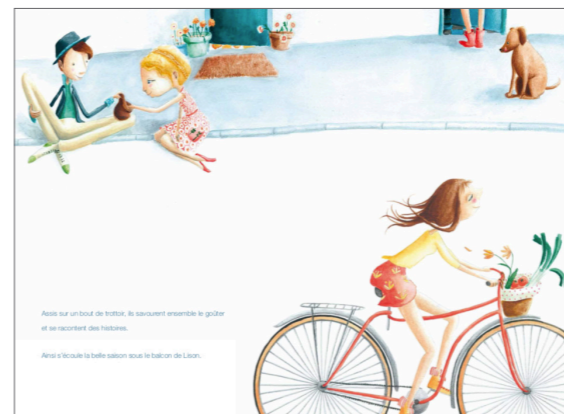 Assis sur un bout de trottoir, ils savourent ensemble le goûter
et se racontent des histoires.
Ainsi s'écoule la belle saison sous le balcon de Lison.